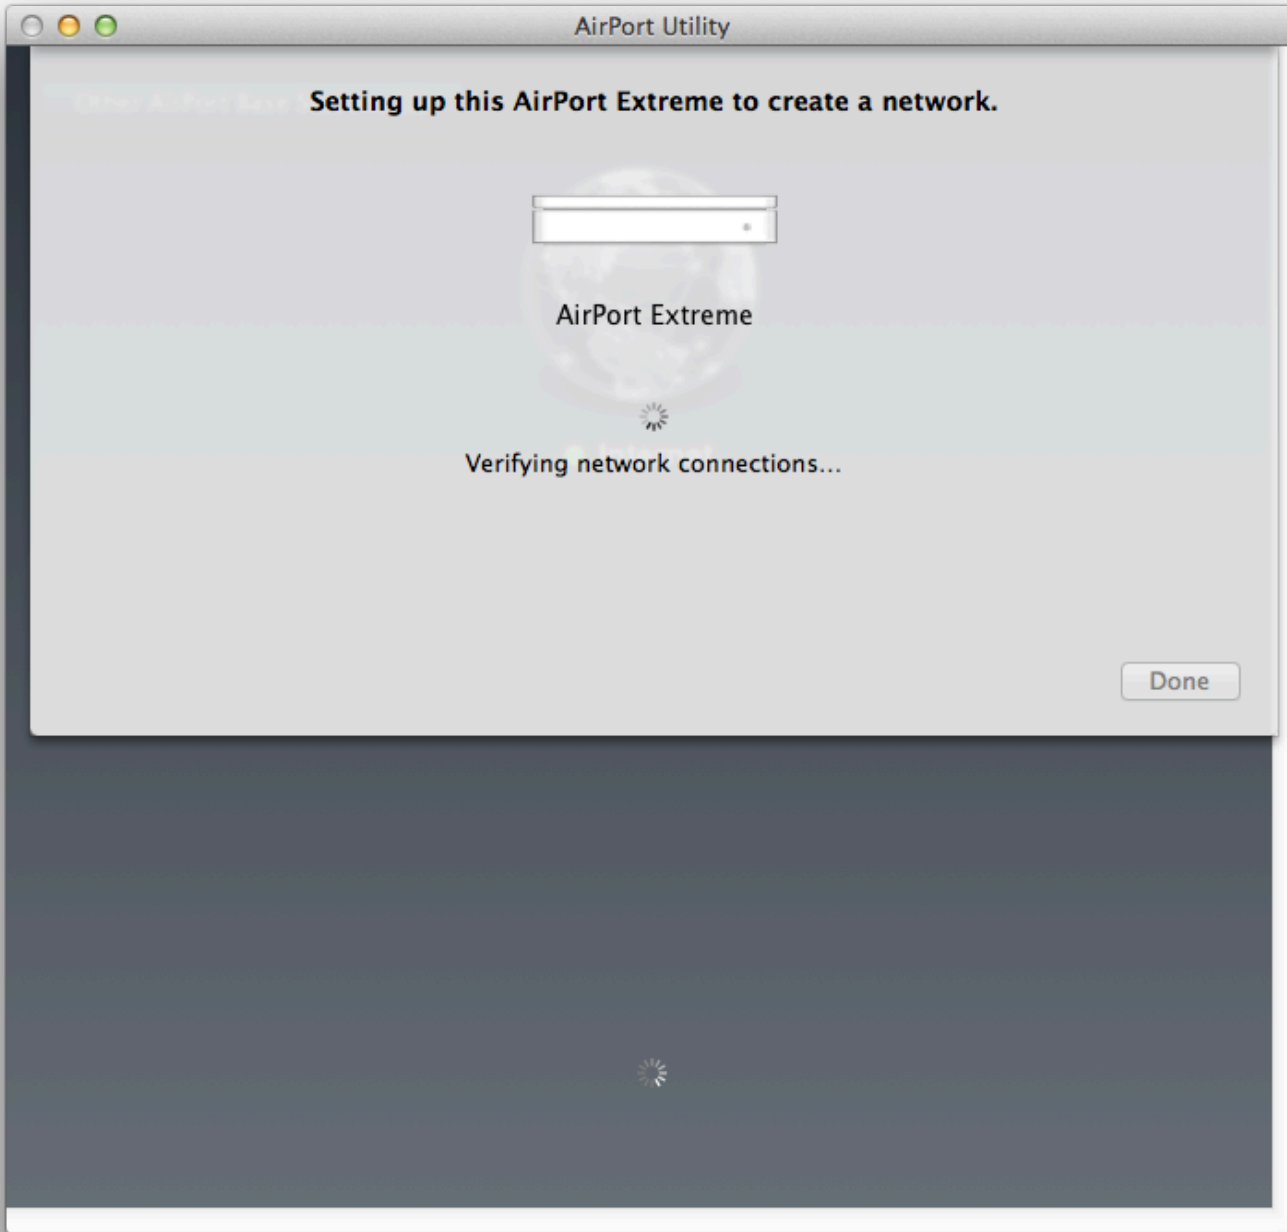 AirPort Utility
Setting up this AirPort Extreme to create a network.
AirPort Extreme
Verifying network connections...
Done